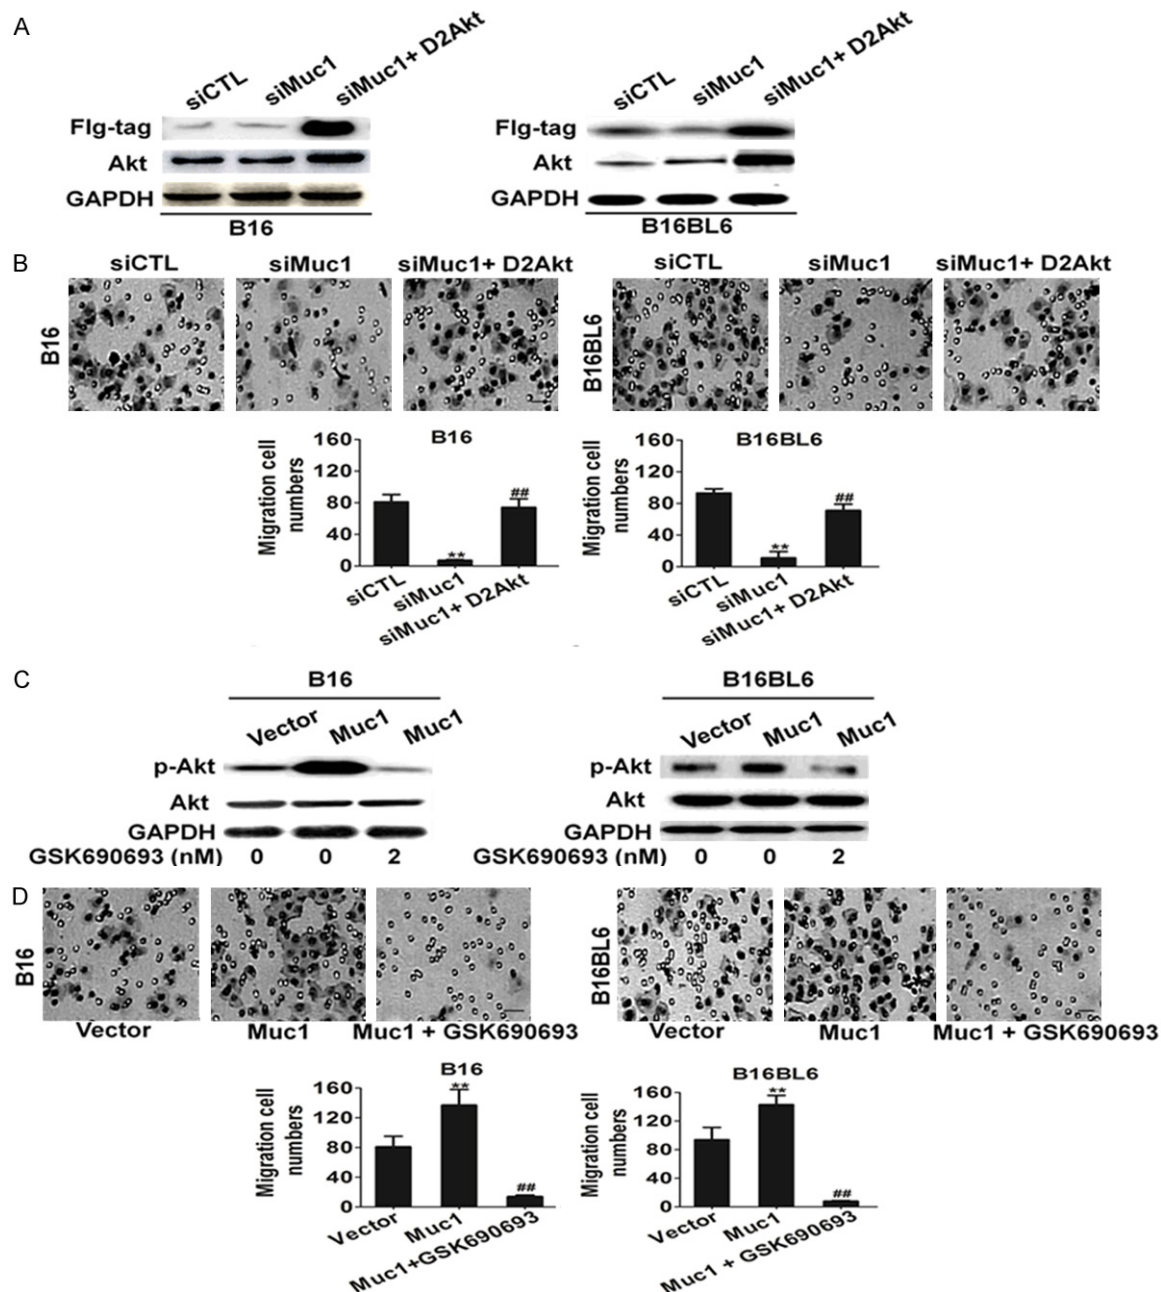 A
siCTL siMuc1 siMuc1+ D2Akt
siCTL siMuc1 siMuc1+ D2Akt
Flg-tag
Akt
GAPDH
B16
Flg-tag
Akt
GAPDH
B16BL6
B
siCTL siMuc1 siMuc1+ D2Akt
B16
siCTL siMuc1 siMuc1+ D2Akt
B16BL6
B16
Migration cell
numbers
160
120
80
40
0
**
##
siCTL siMuc1 siMuc1+ D2Akt
B16BL6
Migration cell
numbers
160
120
80
40
0
**
##
siCTL siMuc1 siMuc1+ D2Akt
C
B16
Vector Muc1 Muc1
p-Akt
Akt
GAPDH
GSK690693 (nM) 0 0 2
B16BL6
Vector Muc1 Muc1
p-Akt
Akt
GAPDH
GSK690693 (nM) 0 0 2
D
B16
Vector Muc1 Muc1 + GSK690693
B16BL6
Vector Muc1 Muc1 + GSK690693
B16
Migration cell
numbers
160
120
80
40
0
**
##
Vector Muc1 Muc1+GSK690693
B16BL6
Migration cell
numbers
160
120
80
40
0
**
##
Vector Muc1 Muc1 + GSK690693